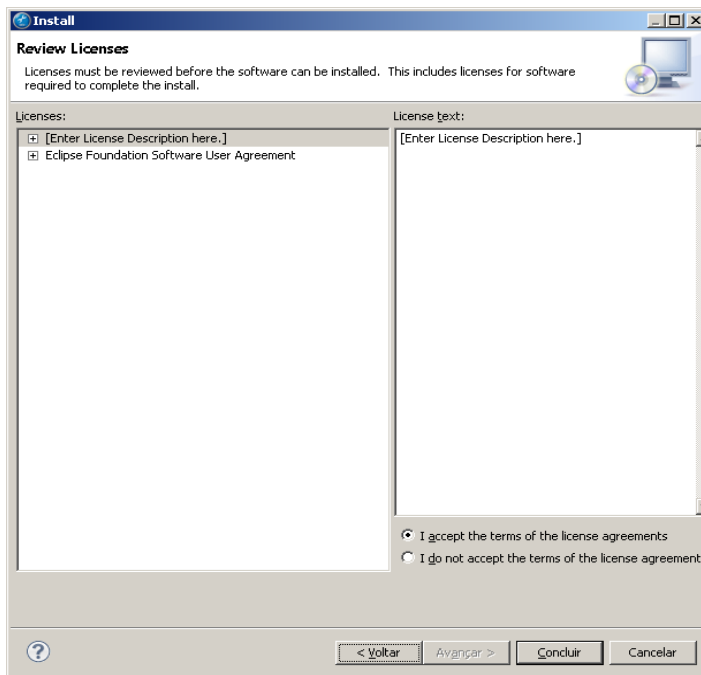 Install
Review Licenses
Licenses must be reviewed before the software can be installed. This includes licenses for software
required to complete the install.
Licenses:
[Enter License Description here.]
Eclipse Foundation Software User Agreement
License text:
[Enter License Description here.]
I accept the terms of the license agreements
I do not accept the terms of the license agreement
< Voltar
Avançar >
Concluir
Cancelar